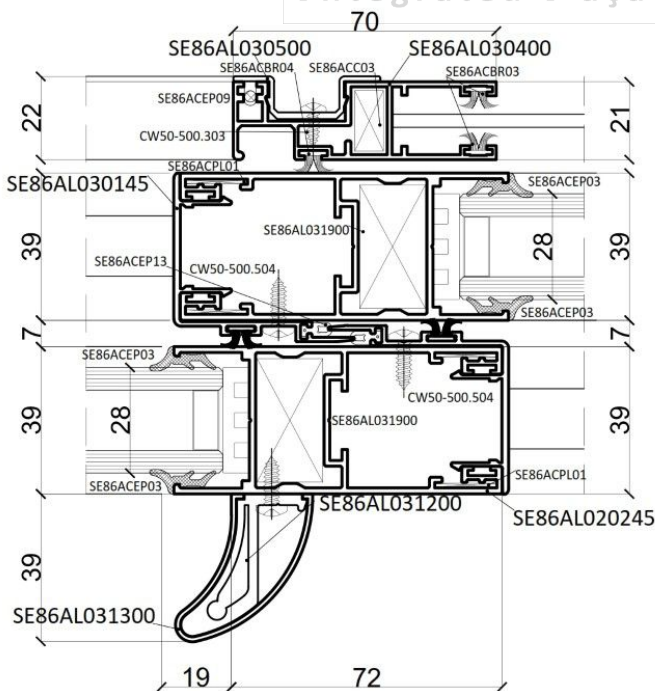 70
SE86AL030500
SE86AL030400
SE86ACBR04
SE86ACC03
SE86ACBR03
SE86ACEP09
22
21
CW50-500.303
SE86ACPL01
SE86AL030145
SE86ACEP03
SE86AL031900
39
28
39
SE86ACEP13
CW50-500.504
SE86ACEP03
7
7
SE86ACEP03
39
28
SE86AL031900
CW50-500.504
39
SE86ACPL01
SE86ACEP03
SE86AL031200
SE86AL020245
39
SE86AL031300
19
72